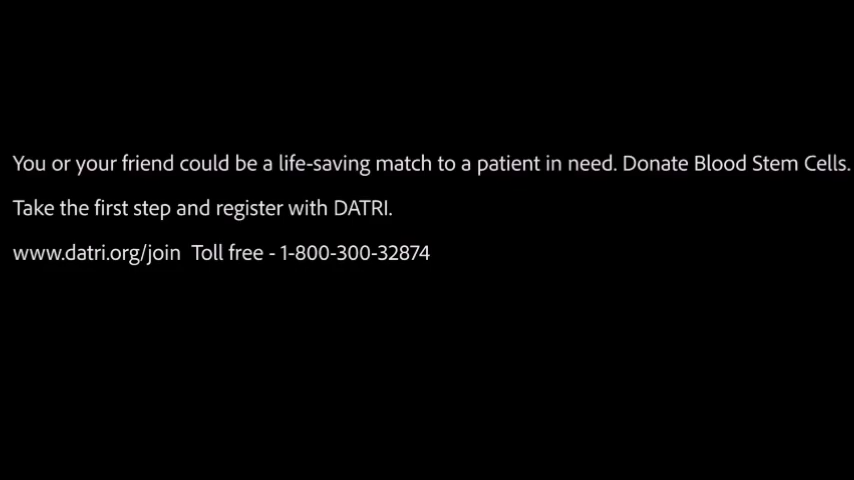 You or your friend could be a life-saving match to a patient in need. Donate Blood Stem Cells.
Take the first step and register with DATRI.
www.datri.org/join Toll free - 1-800-300-32874